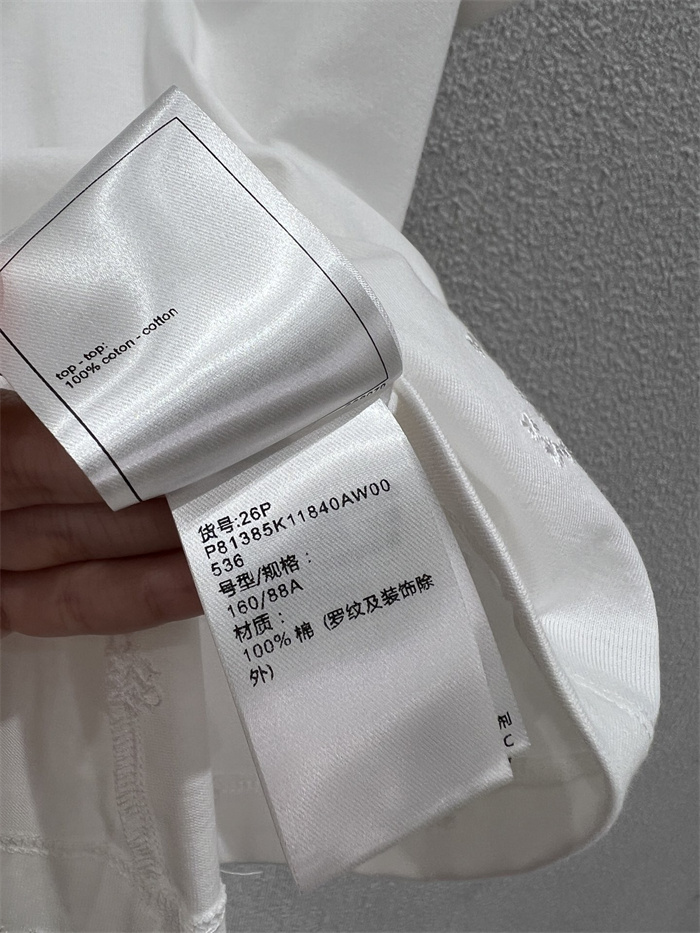 top - top:
100% coton - cotton
货号:26P
P81385K11840AW00
536
号型/规格：
160/88A
材质：
100% 棉 (罗纹及装饰除
外)
剂
C